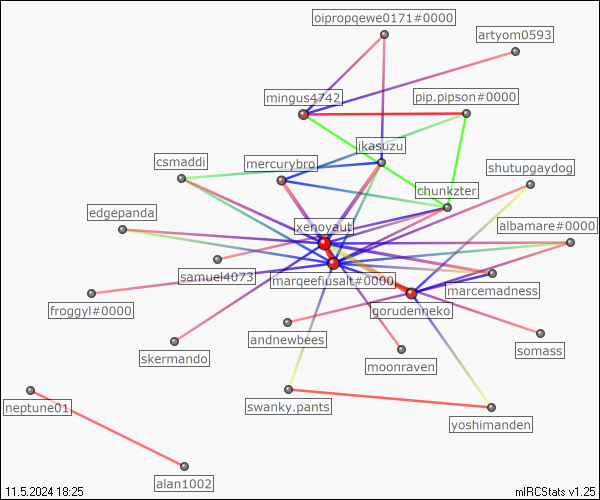 oipropqewe0171#0000
artyom0593
mingus4742
pip.pipson#0000
ikasuzu
csmaddi
mercurybro
shutupgaydog
chunkzter
edgepanda
xenoyaut
albamare#0000
samuel4073
marqeefusalt#0000
marcemadness
froggyl#0000
gorudenneko
andnewbees
somass
skermando
moonraven
neptune01
swanky.pants
yoshimanden
alan1002
11.5.2024 18:25
mIRCStats v1.25